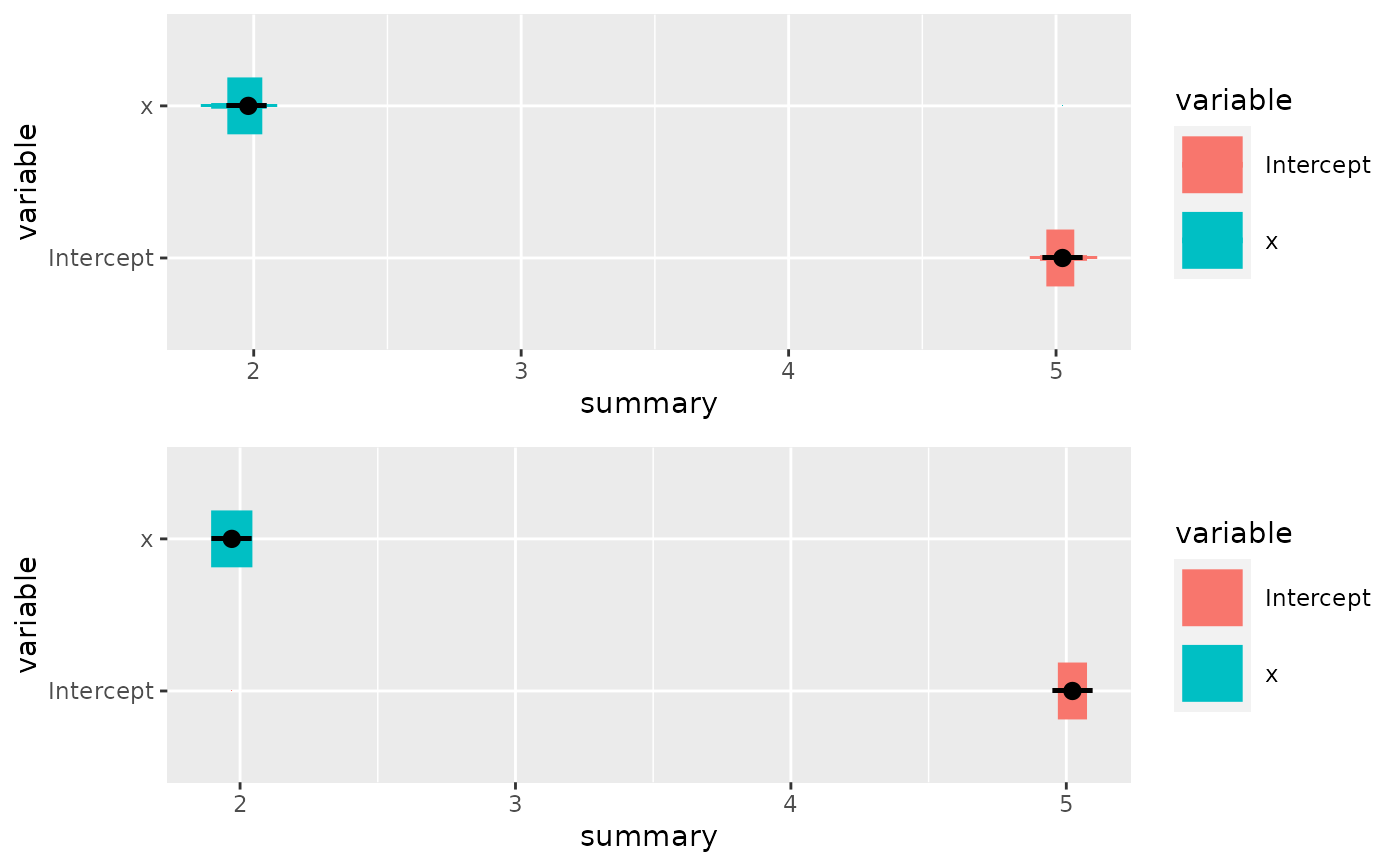 variable
x
Intercept
2 3 4 5
summary
variable
Intercept
x
variable
x
Intercept
2 3 4 5
summary
variable
Intercept
x